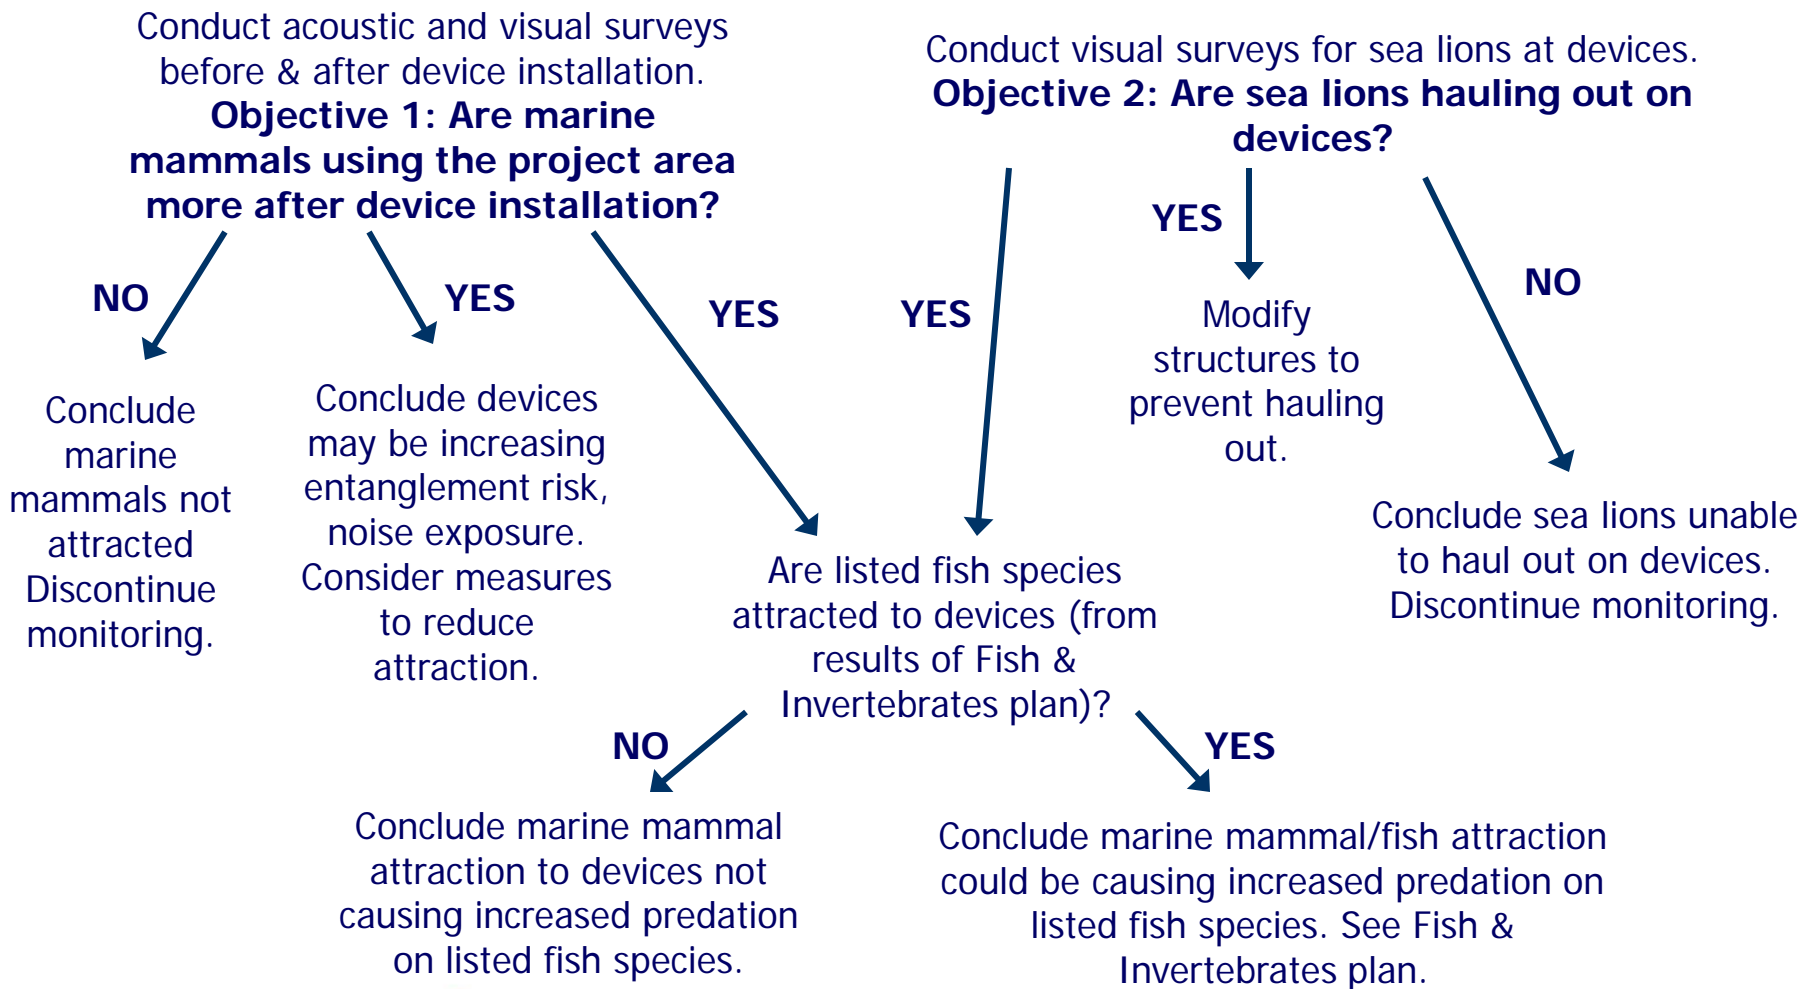 Conduct acoustic and visual surveys
before & after device installation.
Objective 1: Are marine
mammals using the project area
more after device installation?
Conduct visual surveys for sea lions at devices.
Objective 2: Are sea lions hauling out on
devices?
NO
YES
YES
YES
YES
NO
Conclude
marine
mammals not
attracted
Discontinue
monitoring.
Conclude devices
may be increasing
entanglement risk,
noise exposure.
Consider measures
to reduce
attraction.
Modify
structures to
prevent hauling
out.
Conclude sea lions unable
to haul out on devices.
Discontinue monitoring.
Are listed fish species
attracted to devices (from
results of Fish &
Invertebrates plan)?
NO
YES
Conclude marine mammal
attraction to devices not
causing increased predation
on listed fish species.
Conclude marine mammal/fish attraction
could be causing increased predation on
listed fish species. See Fish &
Invertebrates plan.